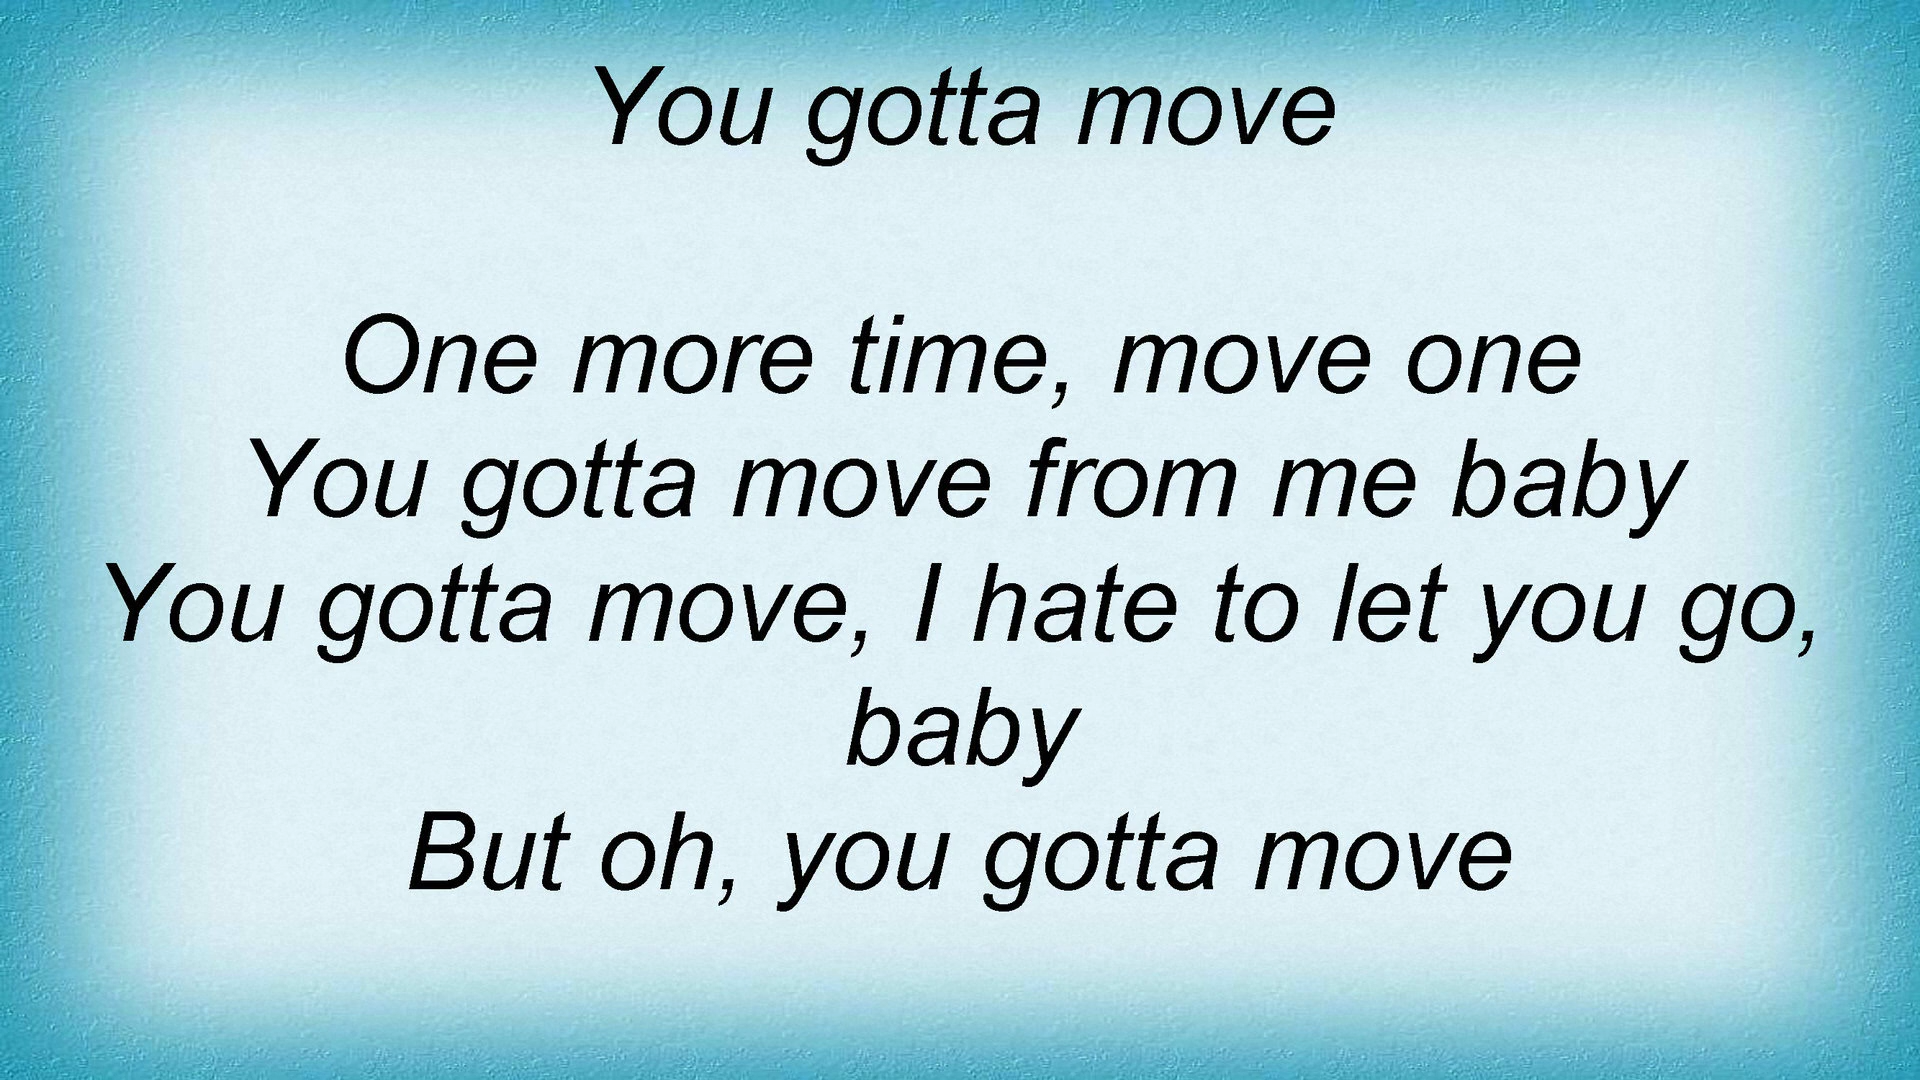 You gotta move
One more time, move one
You gotta move from me baby
You gotta move, I hate to let you go,
baby
But oh, you gotta move